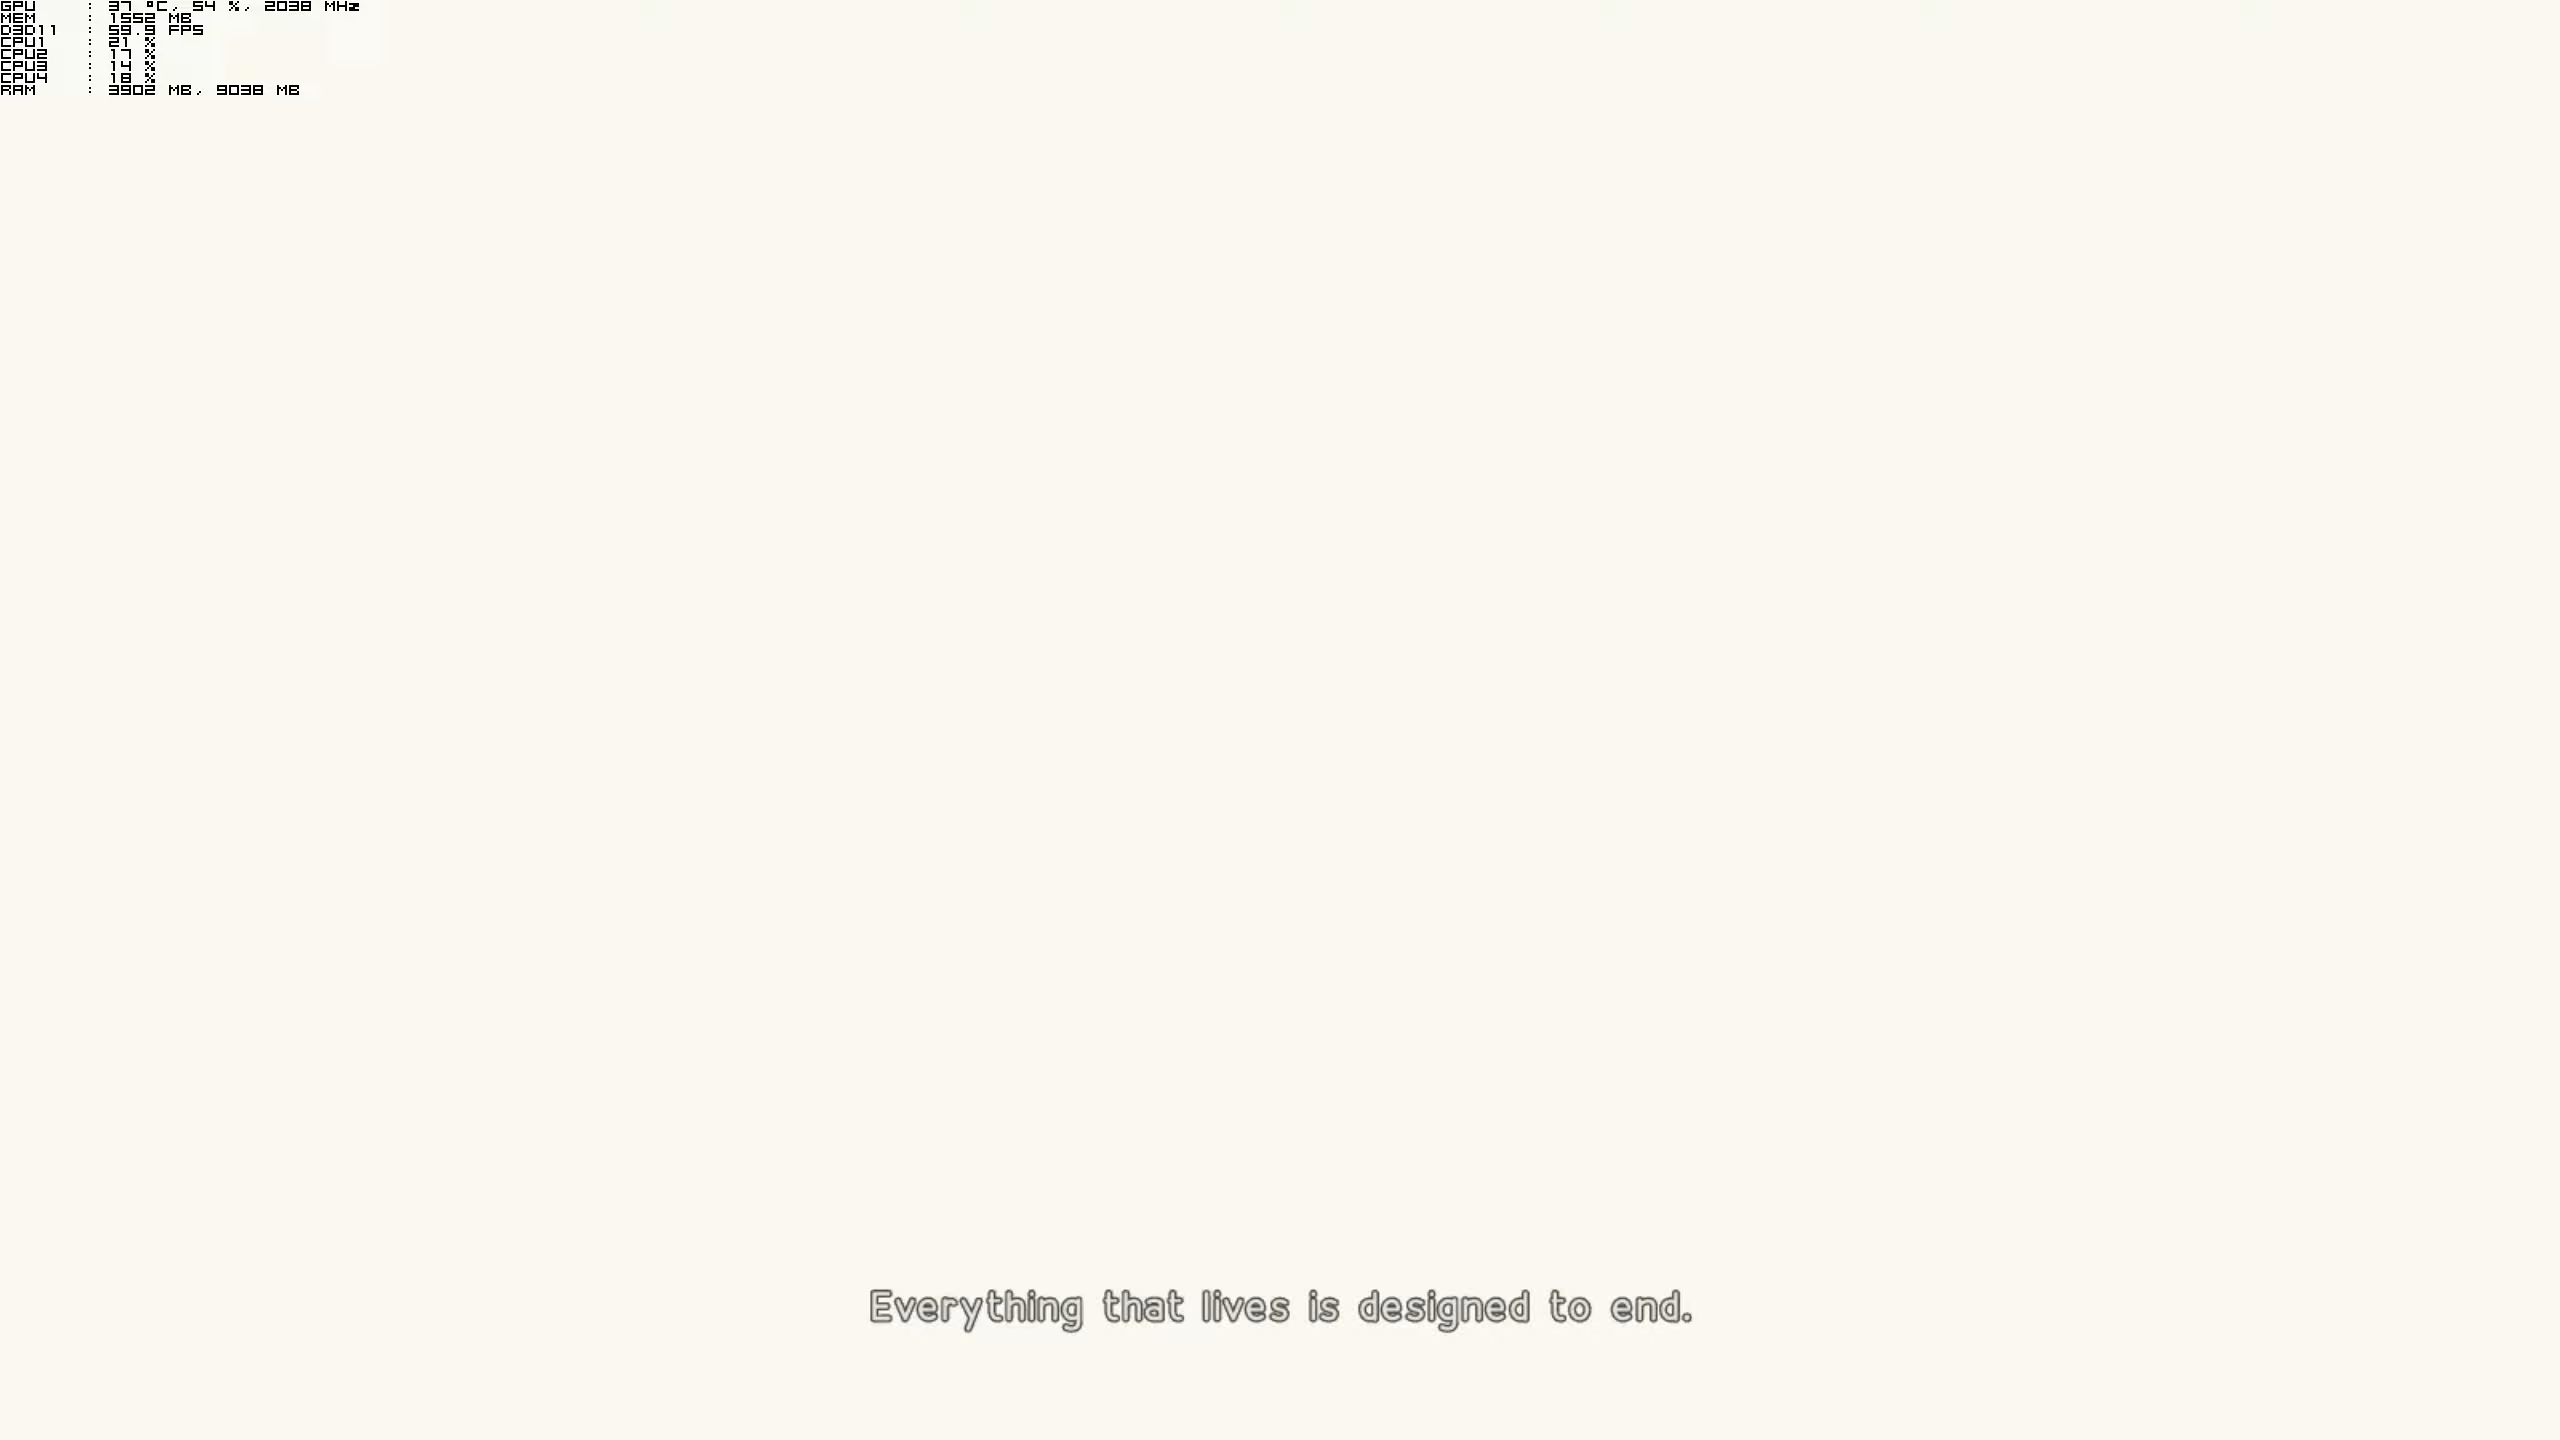 GPU : 37 °C, 54 %, 2038 MHz
MEM : 1552 MB
D3D11 : 59.9 FPS
CPU1 : 21 %
CPU2 : 17 %
CPU3 : 14 %
CPU4 : 18 %
RAM : 3902 MB, 9038 MB
Everything that lives is designed to end.